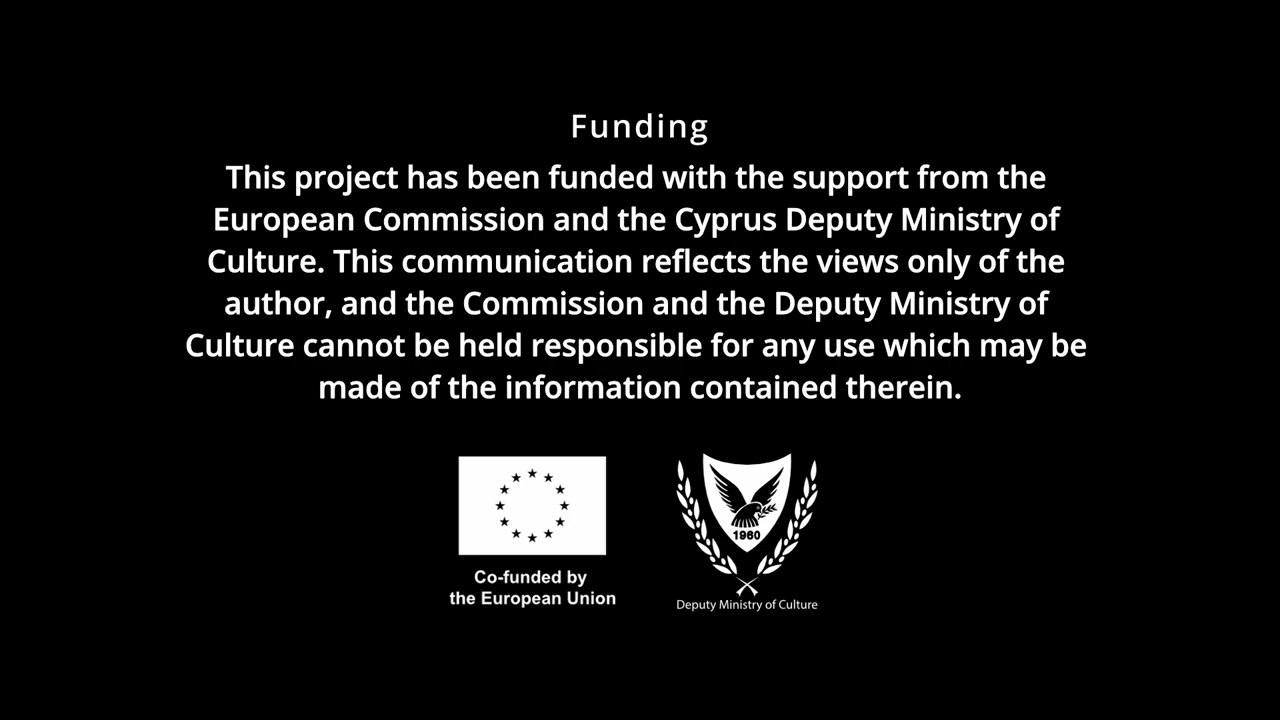 Funding
This project has been funded with the support from the
European Commission and the Cyprus Deputy Ministry of
Culture. This communication reflects the views only of the
author, and the Commission and the Deputy Ministry of
Culture cannot be held responsible for any use which may be
made of the information contained therein.
1960
Co-funded by
the European Union
Deputy Ministry of Culture